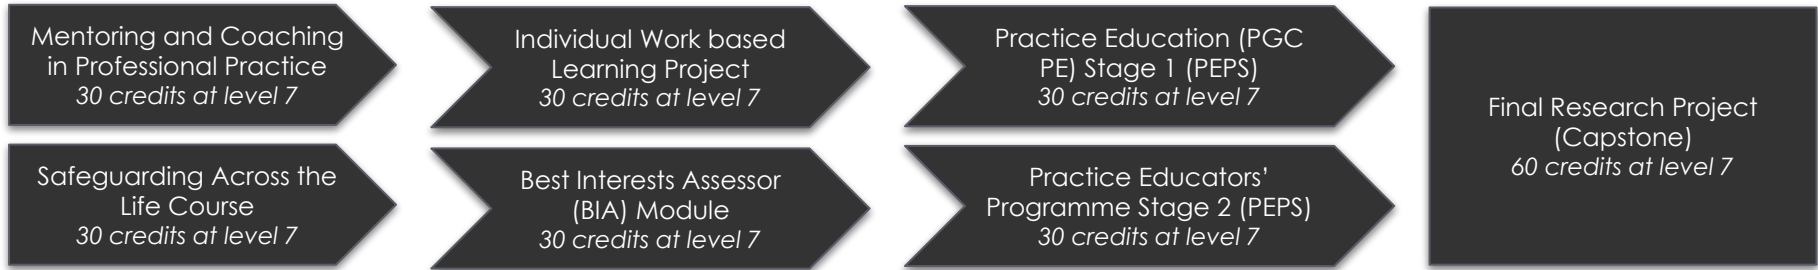 Mentoring and Coaching
in Professional Practice
30 credits at level 7
Individual Work based
Learning Project
30 credits at level 7
Practice Education (PGC
PE) Stage 1 (PEPS)
30 credits at level 7
Final Research Project
(Capstone)
60 credits at level 7
Safeguarding Across the
Life Course
30 credits at level 7
Best Interests Assessor
(BIA) Module
30 credits at level 7
Practice Educators’
Programme Stage 2 (PEPS)
30 credits at level 7